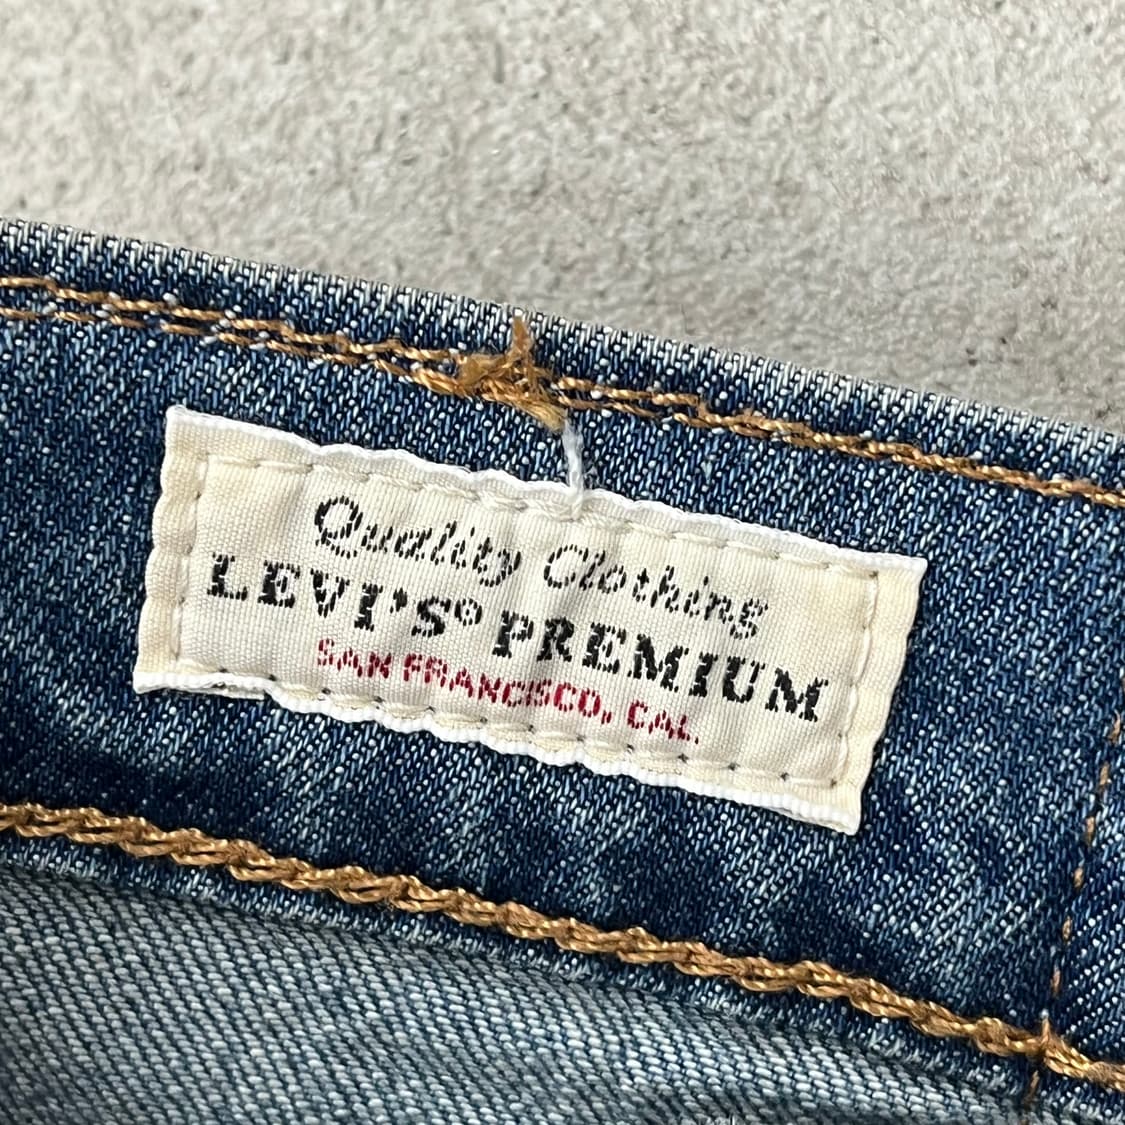 Quality Clothing
LEVI'S® PREMIUM
SAN FRANCISCO, CAL.